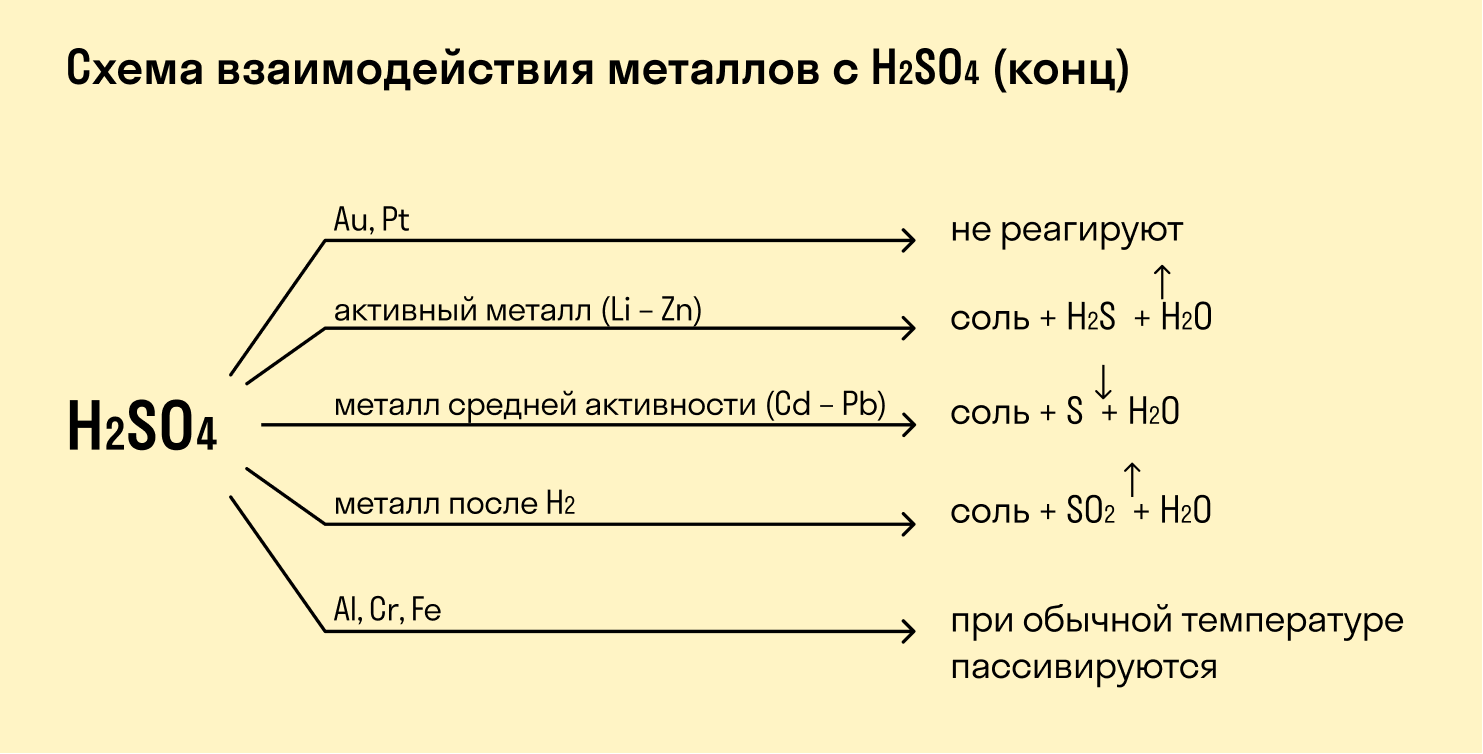 Схема взаимодействия металлов с H₂SO₄ (конц)
H₂SO₄
Au, Pt
не реагируют
активный металл (Li – Zn)
соль + H₂S ↑ + H₂O
металл средней активности (Cd – Pb)
соль + S ↓ + H₂O
металл после H₂
соль + SO₂ ↑ + H₂O
Al, Cr, Fe
при обычной температуре
пассивируются